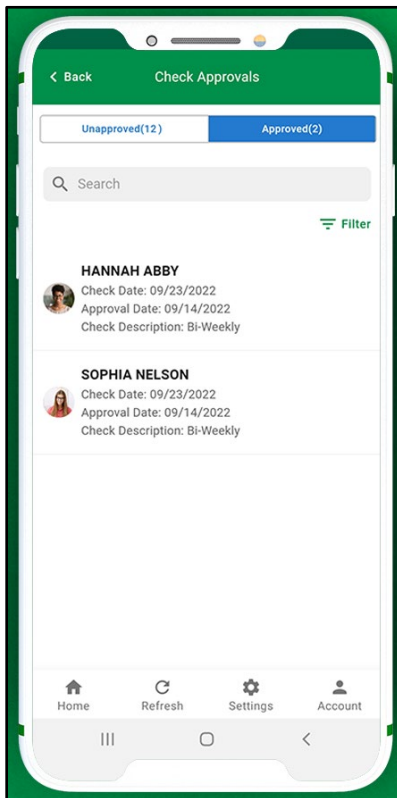 Back
Check Approvals
Unapproved(12 )
Approved(2)
Search
Filter
HANNAH ABBY
Check Date: 09/23/2022
Approval Date: 09/14/2022
Check Description: Bi-Weekly
SOPHIA NELSON
Check Date: 09/23/2022
Approval Date: 09/14/2022
Check Description: Bi-Weekly
Home
Refresh
Settings
Account